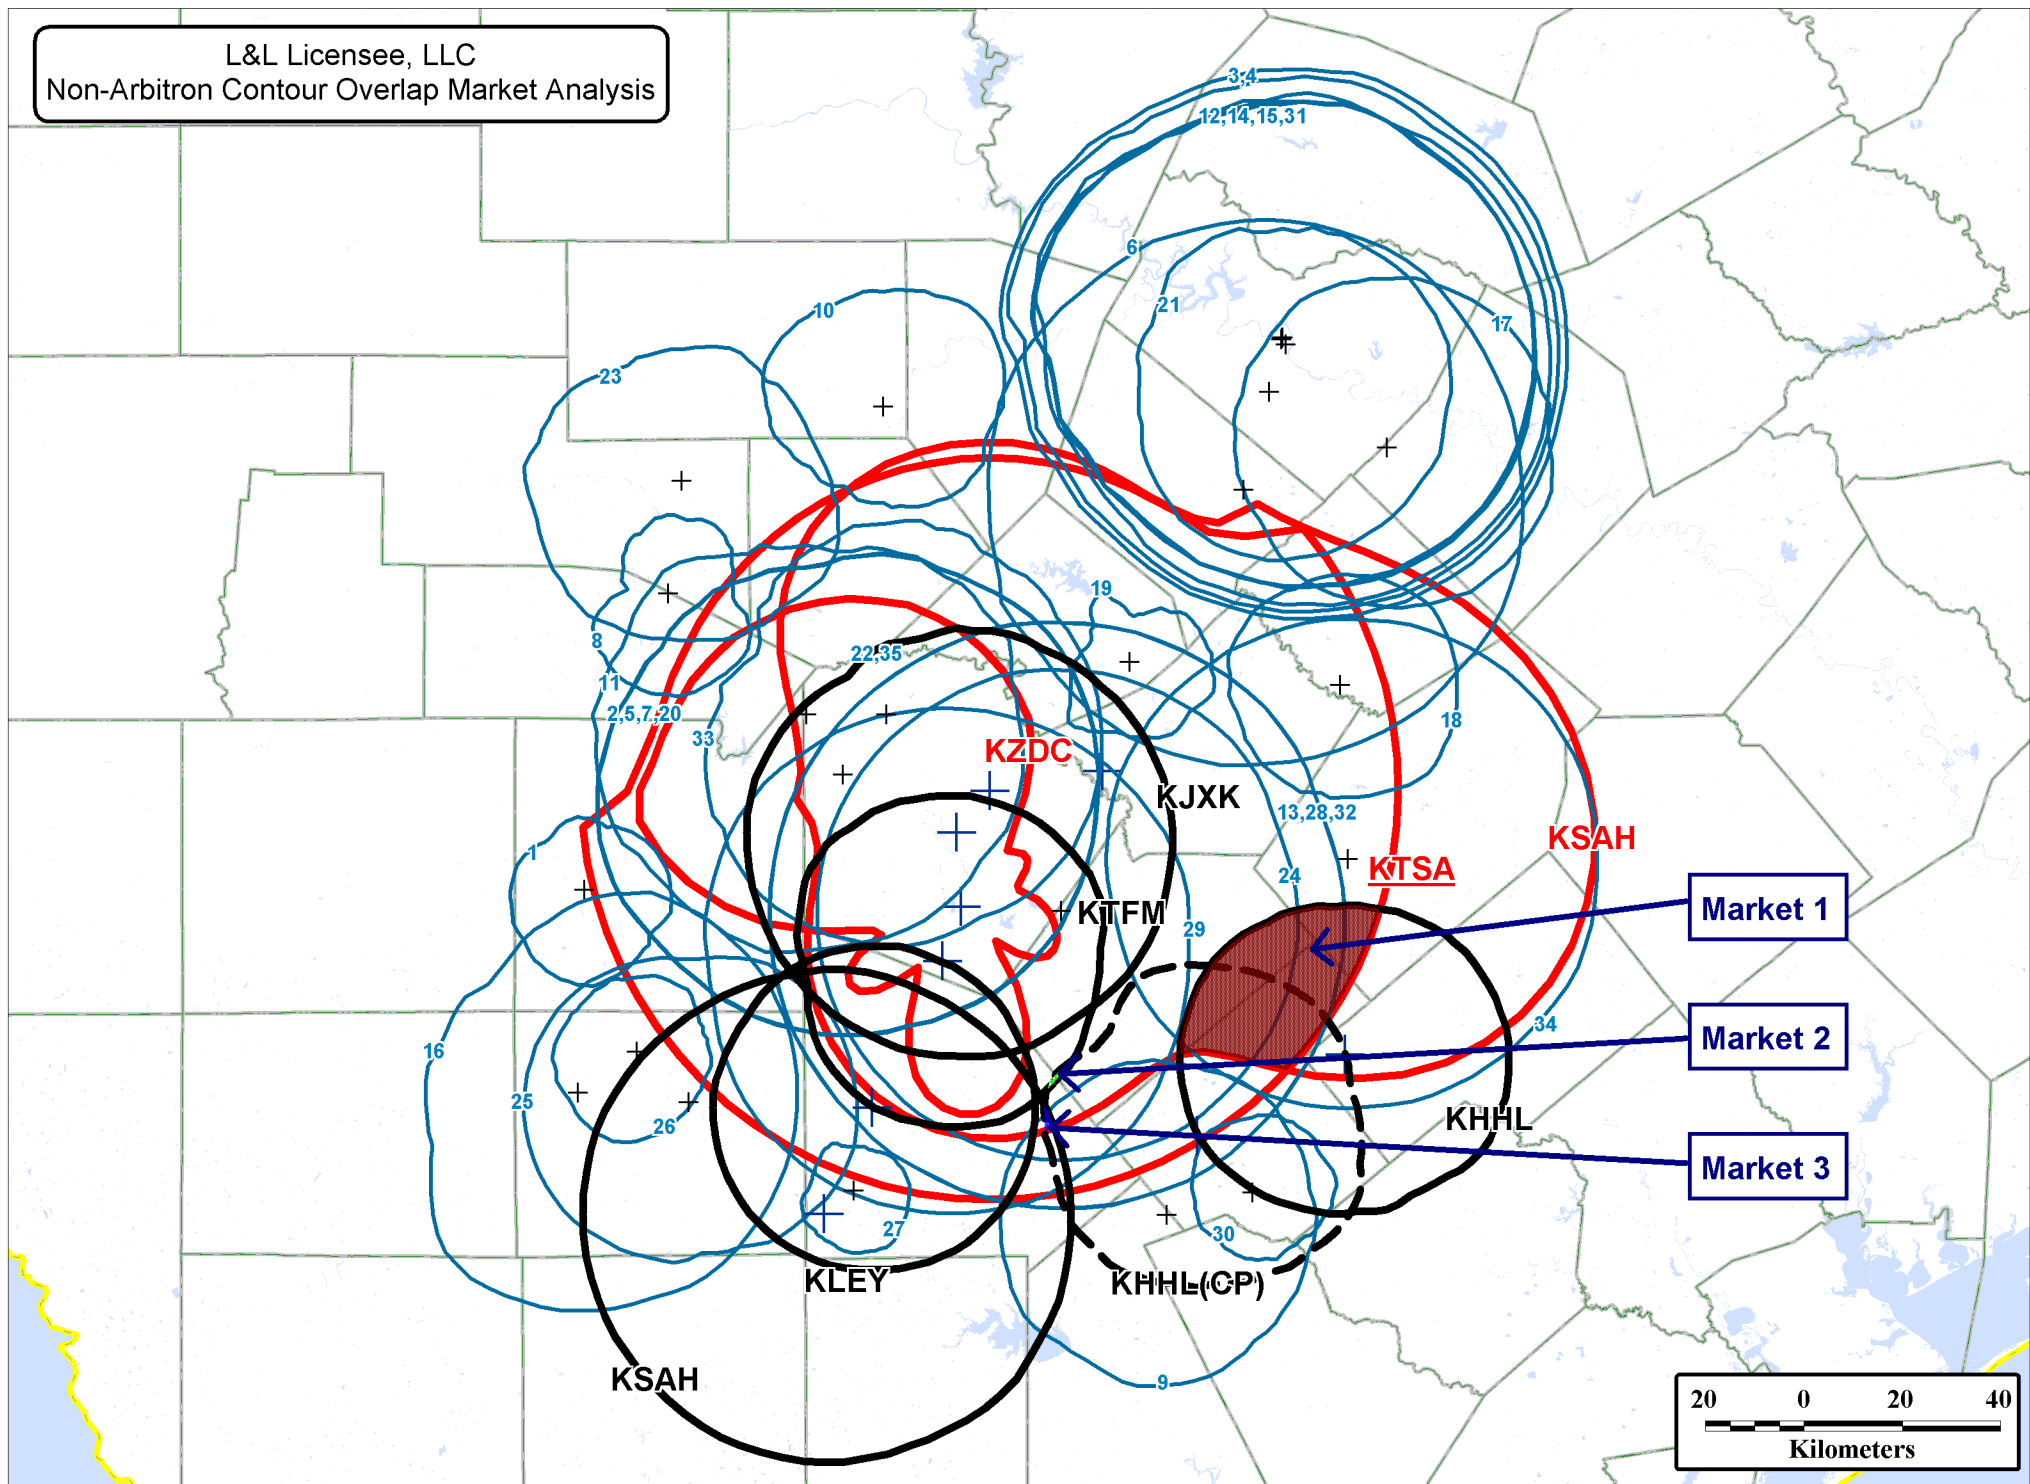 L&L Licensee, LLC
Non-Arbitron Contour Overlap Market Analysis
3,4
12,14,15,31
6
21
10
17
23
19
8
22,35
11
2,5,7,20
33
18
KZDC
KJXK
13,28,32
KSAH
1
KTSA
24
KTFM
Market 1
29
34
Market 2
16
25
26
KHHL
Market 3
27
30
KLEY
KHHL(CP)
KSAH
9
20 0 20 40
Kilometers